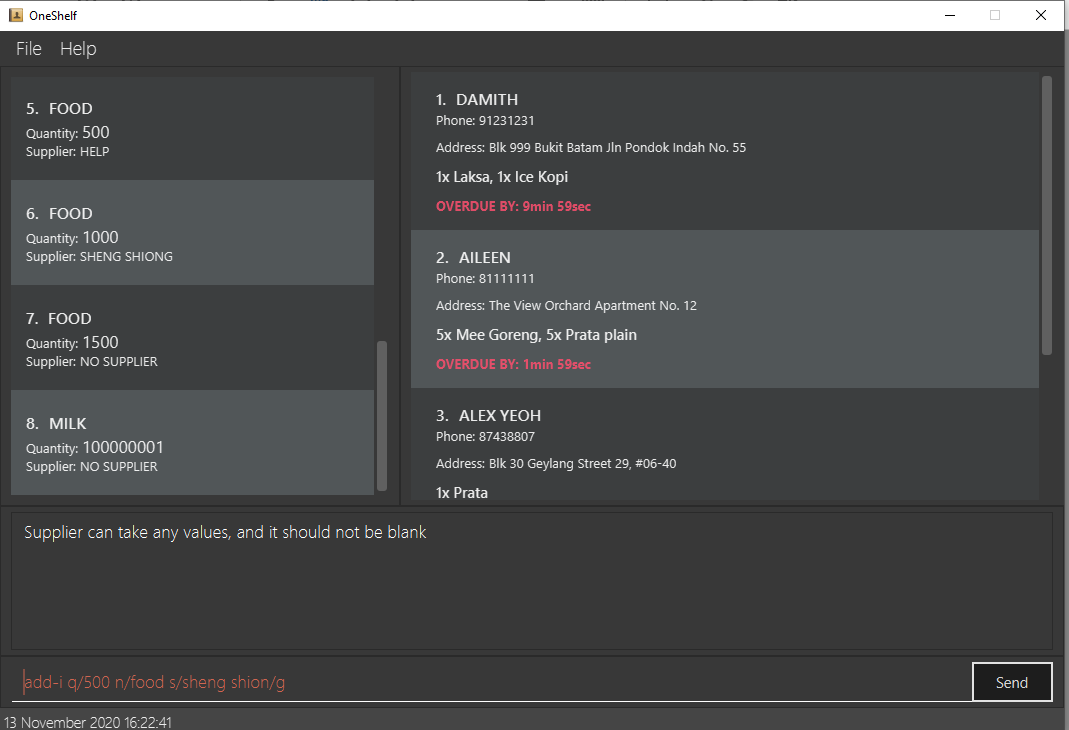 OneShelf
File Help
5. FOOD
Quantity: 500
Supplier: HELP
6. FOOD
Quantity: 1000
Supplier: SHENG SHIONG
7. FOOD
Quantity: 1500
Supplier: NO SUPPLIER
8. MILK
Quantity: 100000001
Supplier: NO SUPPLIER
1. DAMITH
Phone: 91231231
Address: Blk 999 Bukit Batam Jln Pondok Indah No. 55
1x Laksa, 1x Ice Kopi
OVERDUE BY: 9min 59sec
2. AILEEN
Phone: 81111111
Address: The View Orchard Apartment No. 12
5x Mee Goreng, 5x Prata plain
OVERDUE BY: 1min 59sec
3. ALEX YEOH
Phone: 87438807
Address: Blk 30 Geylang Street 29, #06-40
1x Prata
Supplier can take any values, and it should not be blank
add-i q/500 n/food s/sheng shion/g
Send
13 November 2020 16:22:41